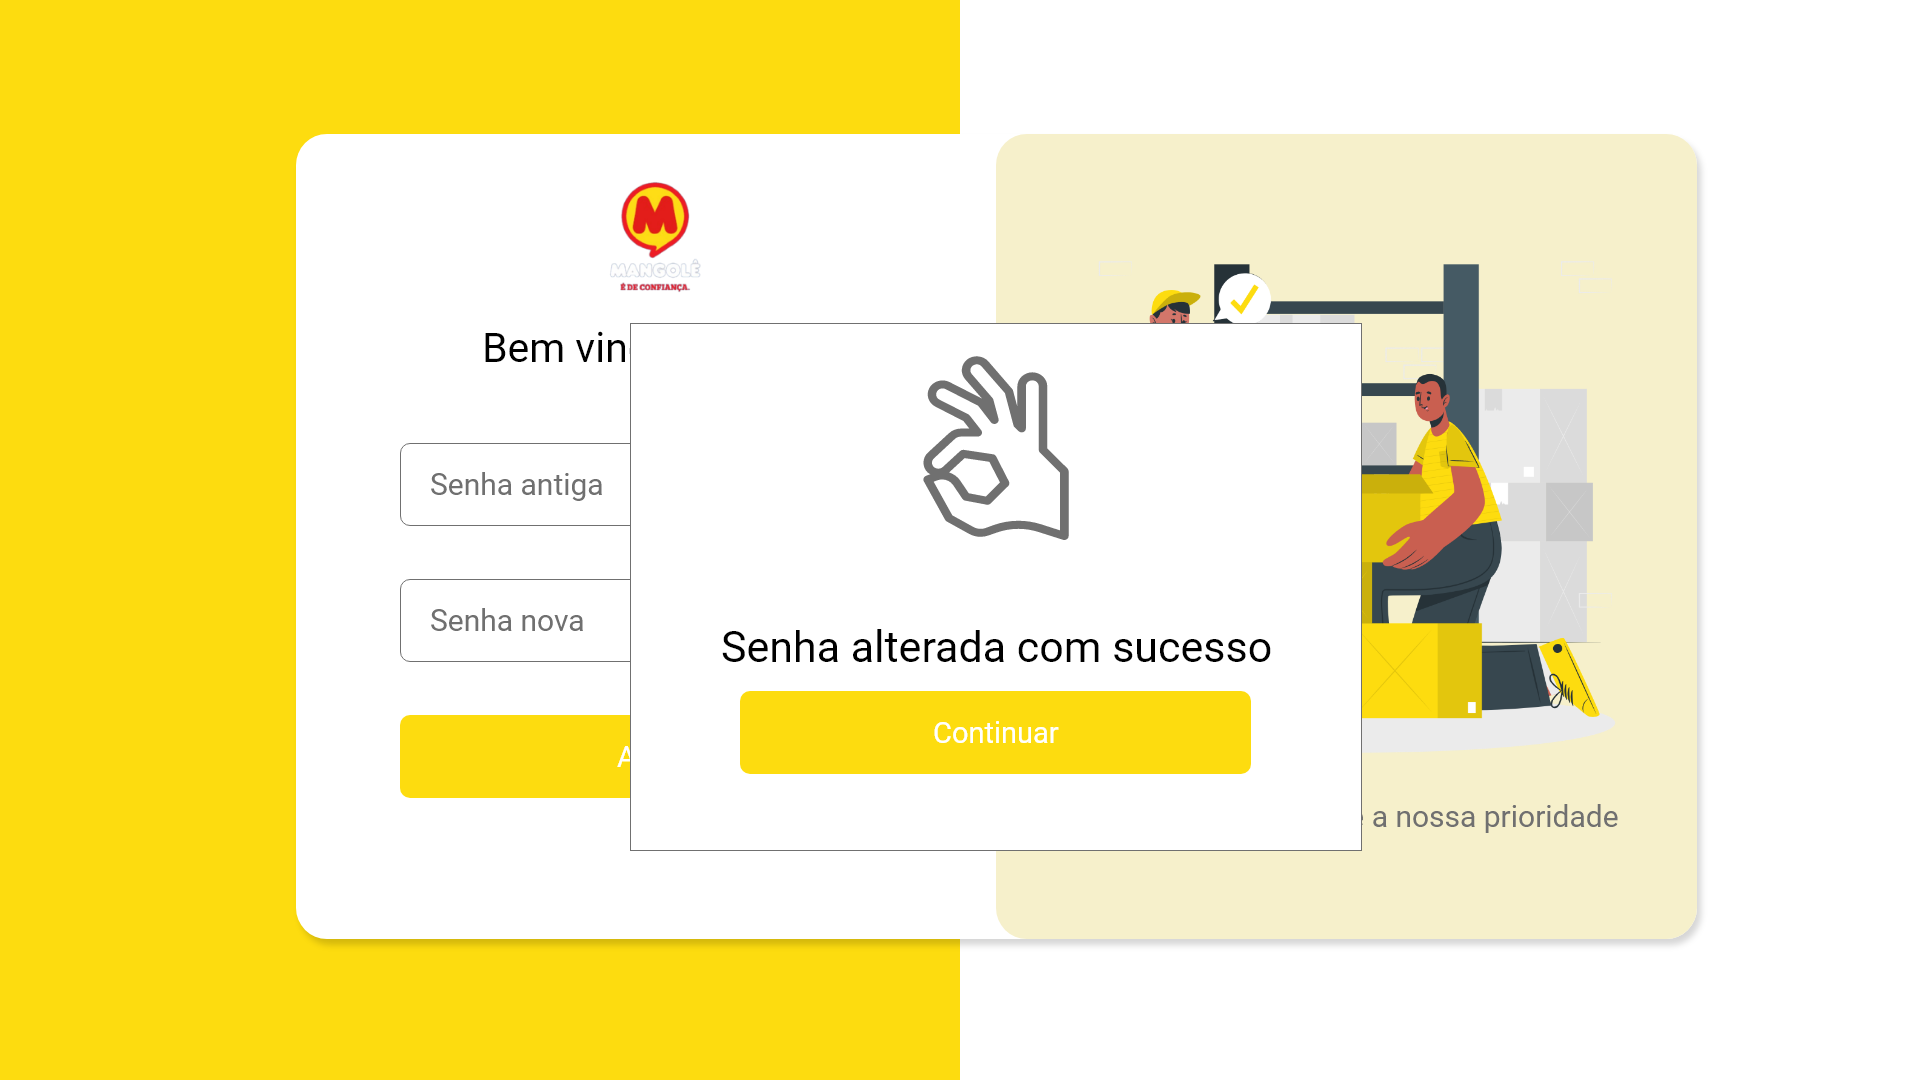 MANGOLÊ
É DE CONFIANÇA.
Bem vin
Senha antiga
Senha nova
A
Senha alterada com sucesso
Continuar
a nossa prioridade